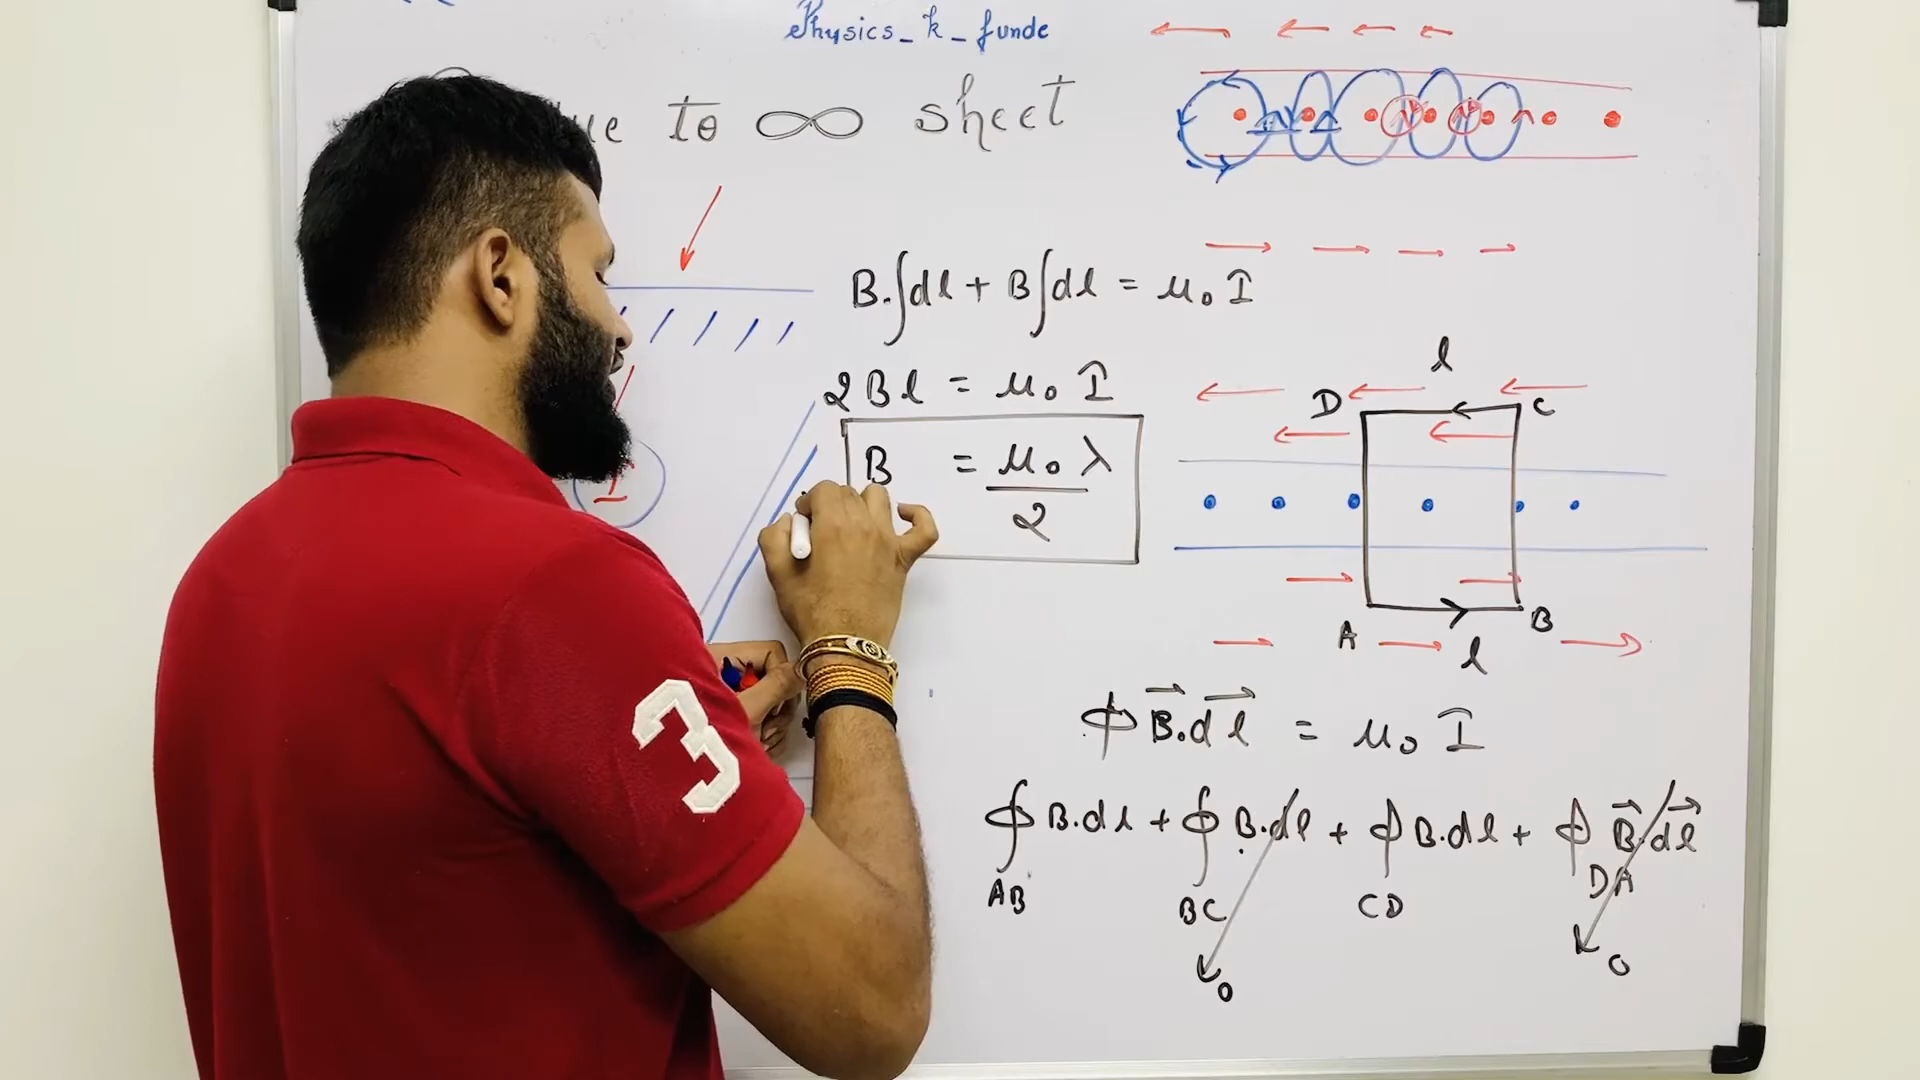 Physics_k_funde
to ∞ sheet
B.∫dl + B∫dl = μ₀ I
2Bl = μ₀ I
B = μ₀ λ / 2
I
l
D C
A B
l
∮ B⃗.dl⃗ = μ₀ I
∮ B.dl + ∮ B.dl + ∮ B.dl + ∮ B⃗.dl⃗
AB BC CD DA
0 0
3